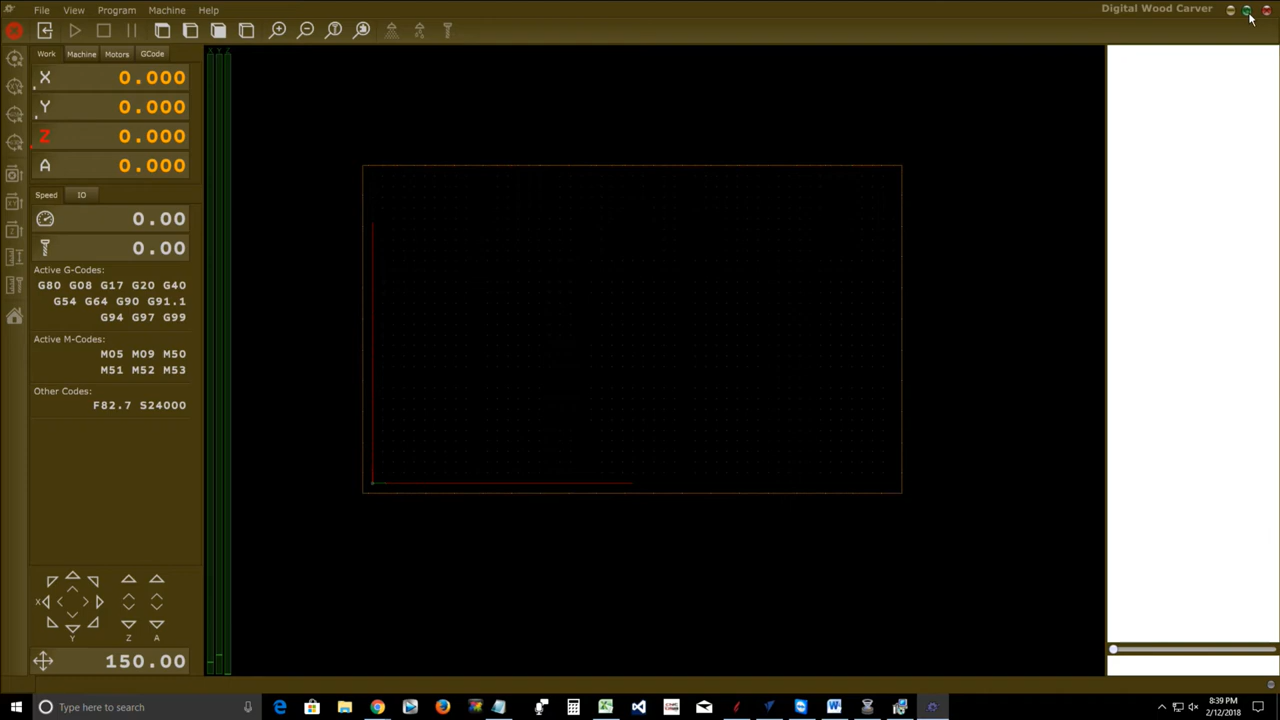 File View Program Machine Help
Digital Wood Carver
Work Machine Motors GCode
X 0.000
Y 0.000
Z 0.000
A 0.000
Speed IO
0.00
0.00
Active G-Codes:
G80 G08 G17 G20 G40
G54 G64 G90 G91.1
G94 G97 G99
Active M-Codes:
M05 M09 M50
M51 M52 M53
Other Codes:
F82.7 S24000
X
Y Z A
150.00
Type here to search
8:39 PM
2/12/2018